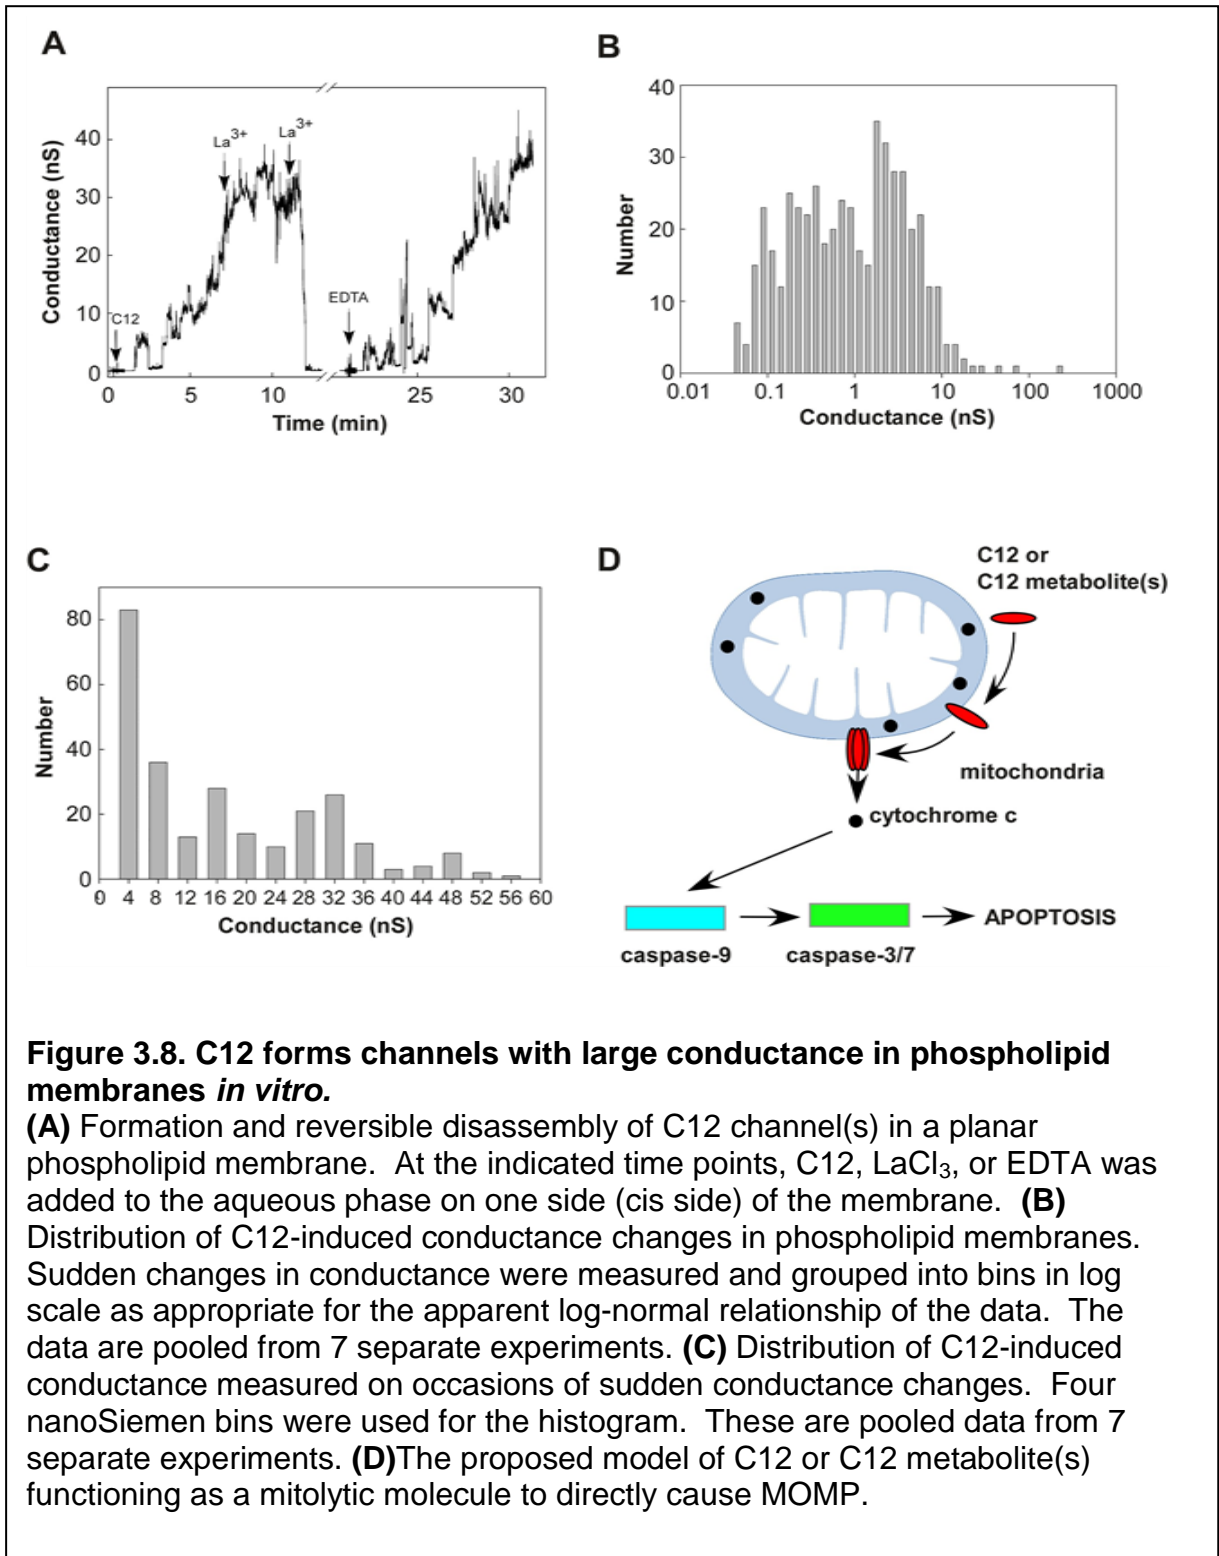 A
Conductance (nS)
40
30
20
10
0
C12
La3+
La3+
EDTA
0 5 10 25 30
Time (min)
B
Number
40
30
20
10
0
0.01 0.1 1 10 100 1000
Conductance (nS)
C
Number
80
60
40
20
0
0 4 8 12 16 20 24 28 32 36 40 44 48 52 56 60
Conductance (nS)
D
C12 or
C12 metabolite(s)
mitochondria
cytochrome c
APOPTOSIS
caspase-9 caspase-3/7
Figure 3.8. C12 forms channels with large conductance in phospholipid
membranes in vitro.
(A) Formation and reversible disassembly of C12 channel(s) in a planar
phospholipid membrane. At the indicated time points, C12, LaCl3, or EDTA was
added to the aqueous phase on one side (cis side) of the membrane. (B)
Distribution of C12-induced conductance changes in phospholipid membranes.
Sudden changes in conductance were measured and grouped into bins in log
scale as appropriate for the apparent log-normal relationship of the data. The
data are pooled from 7 separate experiments. (C) Distribution of C12-induced
conductance measured on occasions of sudden conductance changes. Four
nanoSiemen bins were used for the histogram. These are pooled data from 7
separate experiments. (D)The proposed model of C12 or C12 metabolite(s)
functioning as a mitolytic molecule to directly cause MOMP.